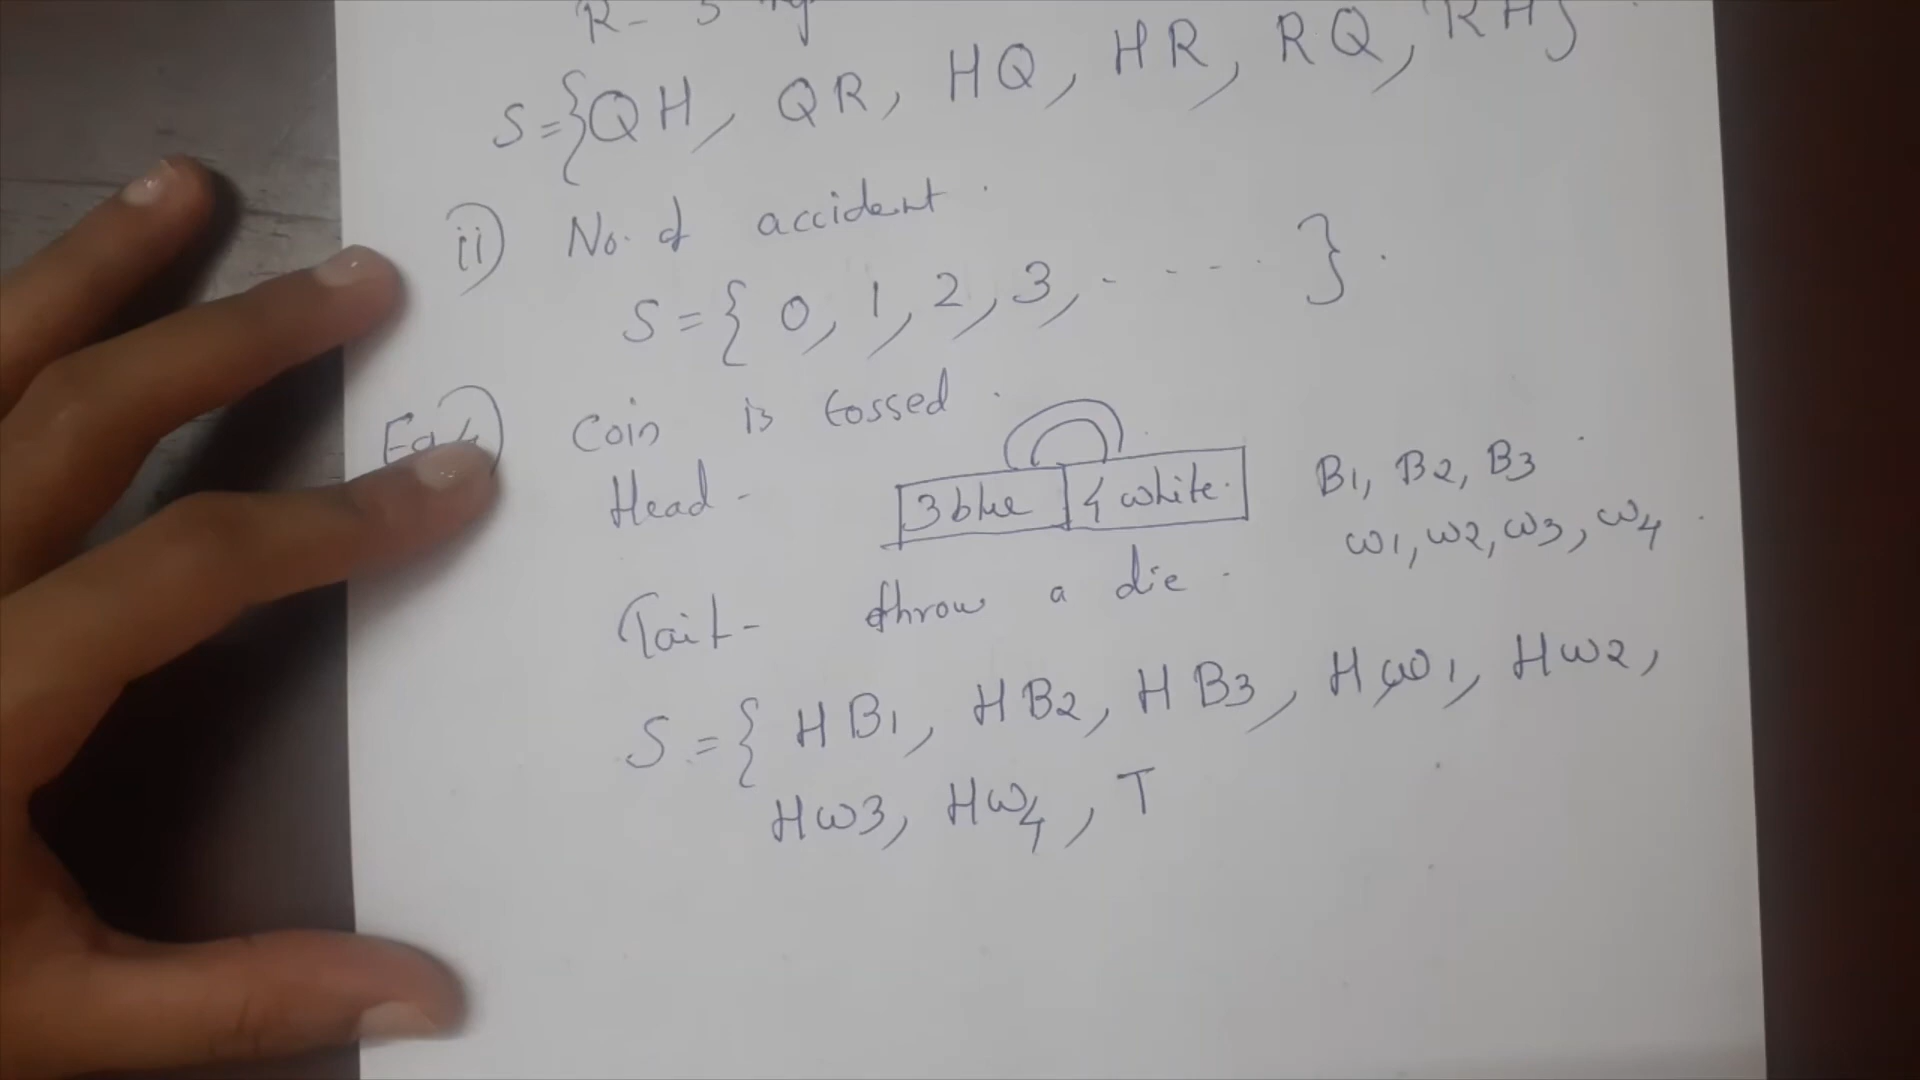 S={QH, QR, HQ, HR, RQ, RH}
ii) No. of accident.
S={ 0, 1, 2, 3, ..... }.
Coin is tossed.
Head - 3 blue 4 white. B1, B2, B3
W1, W2, W3, W4
Tail - throw a die.
S={ HB1, HB2, HB3, HW1, HW2,
HW3, HW4, T